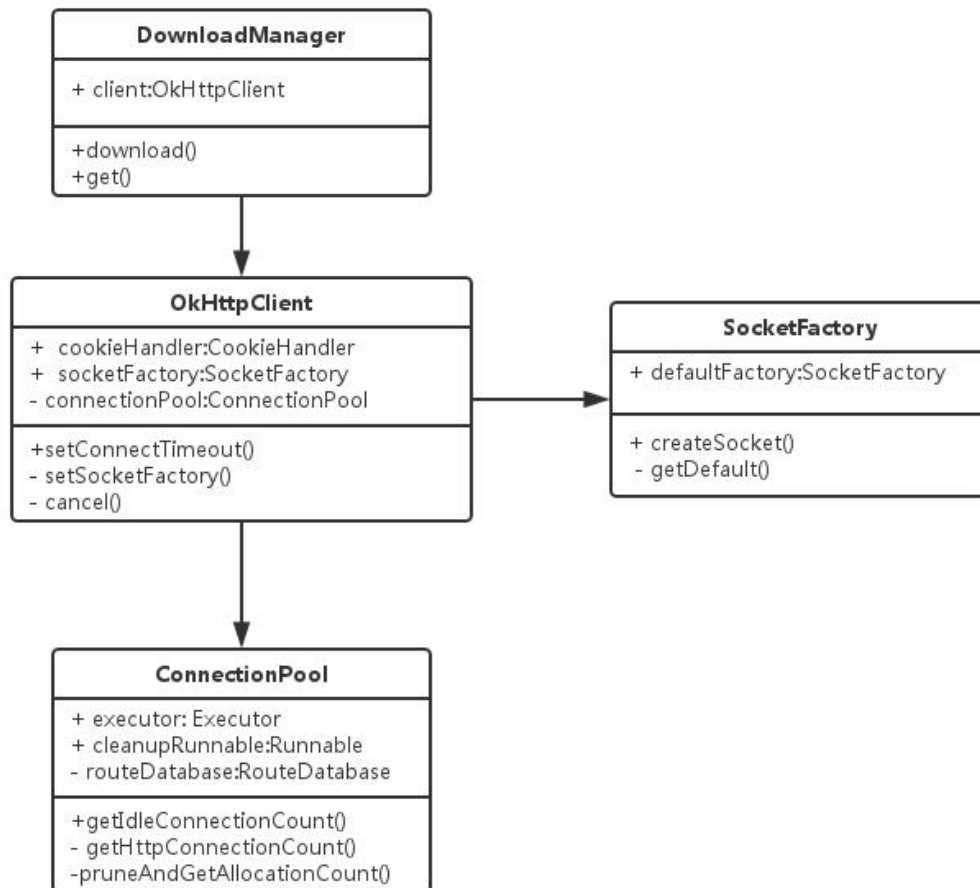 DownloadManager
+ client:OkHttpClient
+download()
+get()
OkHttpClient
+ cookieHandler:CookieHandler
+ socketFactory:SocketFactory
- connectionPool:ConnectionPool
+setConnectTimeout()
- setSocketFactory()
- cancel()
SocketFactory
+ defaultFactory:SocketFactory
+ createSocket()
- getDefault()
ConnectionPool
+ executor: Executor
+ cleanupRunnable:Runnable
- routeDatabase:RouteDatabase
+getIdleConnectionCount()
- getHttpConnectionCount()
-pruneAndGetAllocationCount()